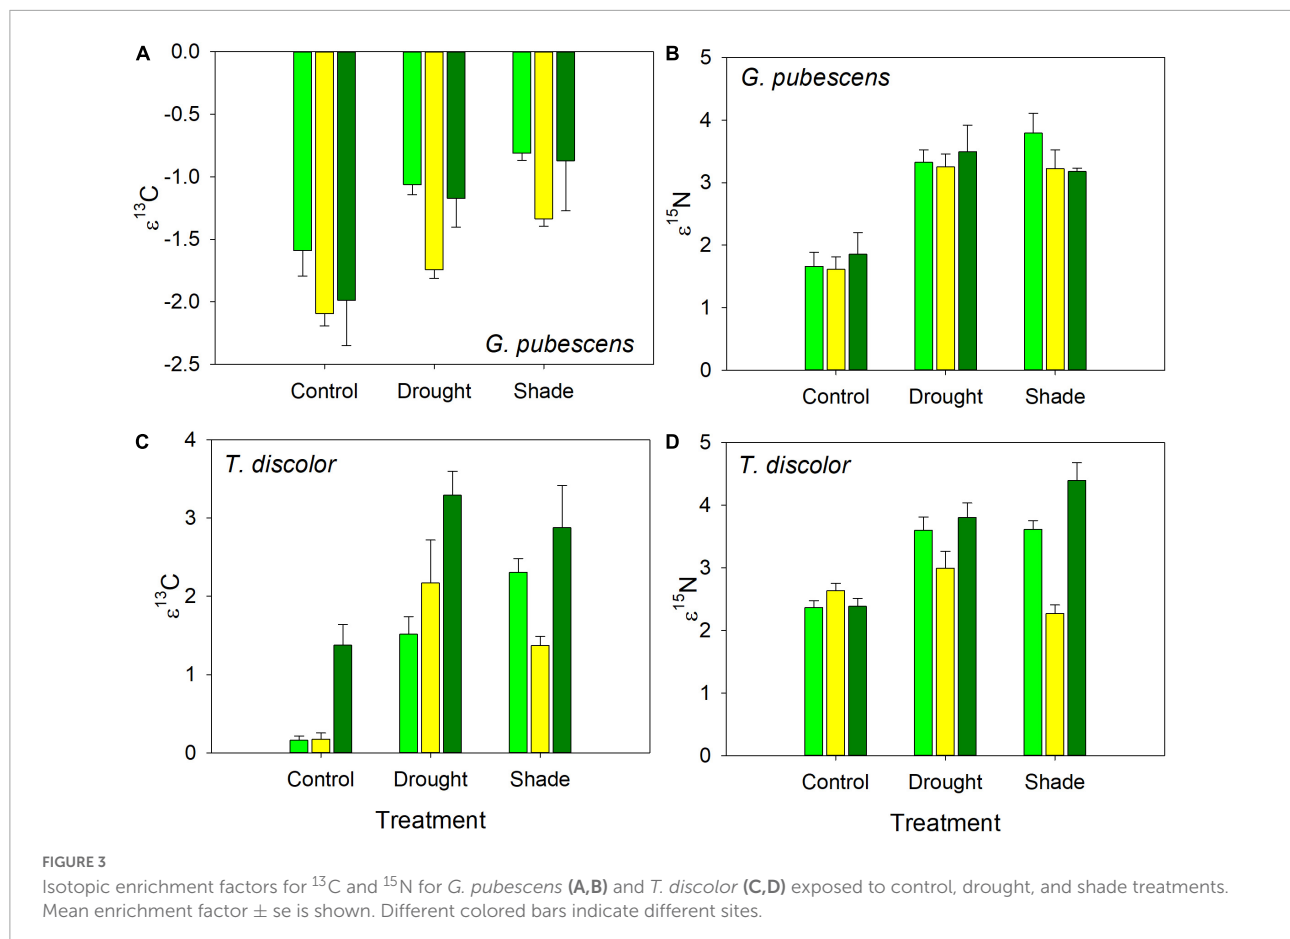 A
0.0
-0.5
-1.0
-1.5
-2.0
-2.5
ε13C
G. pubescens
Control Drought Shade
B
5
4
3
2
1
0
ε15N
G. pubescens
Control Drought Shade
C
4
3
2
1
0
ε13C
T. discolor
Control Drought Shade
Treatment
D
5
4
3
2
1
0
ε15N
T. discolor
Control Drought Shade
Treatment
FIGURE 3
Isotopic enrichment factors for 13C and 15N for G. pubescens (A,B) and T. discolor (C,D) exposed to control, drought, and shade treatments.
Mean enrichment factor ± se is shown. Different colored bars indicate different sites.